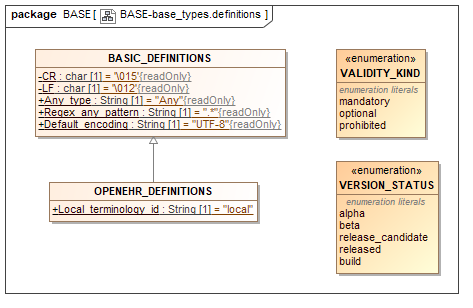 package BASE [ BASE-base_types.definitions ]
BASIC_DEFINITIONS
-CR : char [1] = '\015'{readOnly}
-LF : char [1] = '\012'{readOnly}
+Any_type : String [1] = "Any"{readOnly}
+Regex_any_pattern : String [1] = ".*"{readOnly}
+Default_encoding : String [1] = "UTF-8"{readOnly}
OPENEHR_DEFINITIONS
+Local_terminology_id : String [1] = "local"
«enumeration»
VALIDITY_KIND
enumeration literals
mandatory
optional
prohibited
«enumeration»
VERSION_STATUS
enumeration literals
alpha
beta
release_candidate
released
build